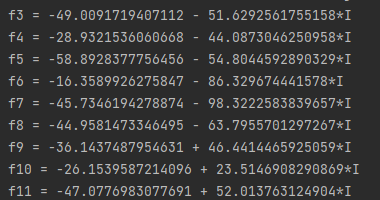 f3 = -49.0091719407112 - 51.6292561755158*I
f4 = -28.9321536060668 - 44.0873046250958*I
f5 = -58.8928377756456 - 54.8044592890329*I
f6 = -16.3589926275847 - 86.329674441578*I
f7 = -45.7346194278874 - 98.3222583839657*I
f8 = -44.9581473346495 - 63.7955701297267*I
f9 = -36.1437487954631 + 46.4414465925059*I
f10 = -26.1539587214096 + 23.5146908290869*I
f11 = -47.0776983077691 + 52.013763124904*I